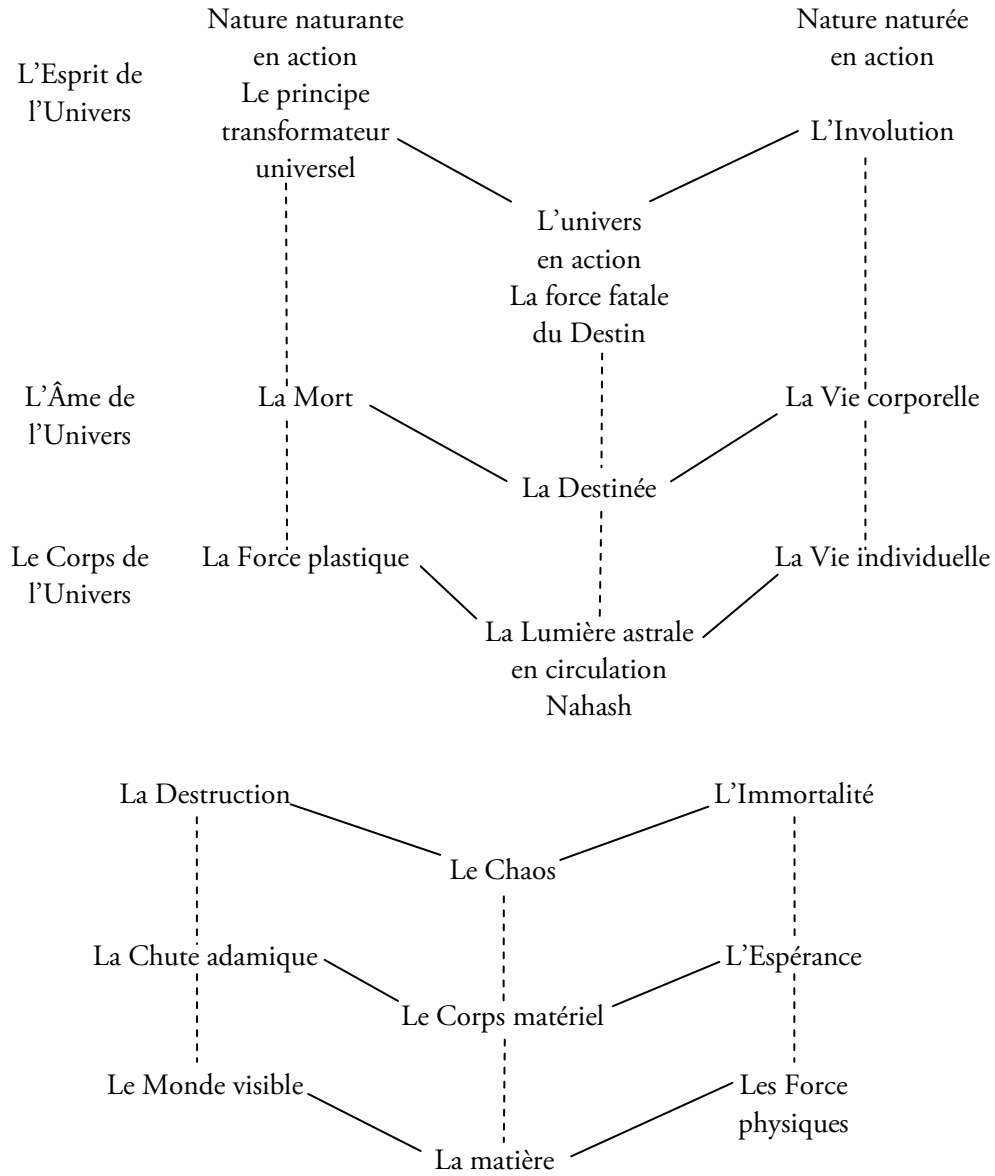 Nature naturante
en action
Le principe
transformateur
universel
Nature naturée
en action
L’Esprit de
l’Univers
L’Involution
L’univers
en action
La force fatale
du Destin
L’Âme de
l’Univers
La Mort
La Vie corporelle
La Destinée
Le Corps de
l’Univers
La Force plastique
La Vie individuelle
La Lumière astrale
en circulation
Nahash
La Destruction
L’Immortalité
Le Chaos
La Chute adamique
L’Espérance
Le Corps matériel
Le Monde visible
Les Force
physiques
La matière